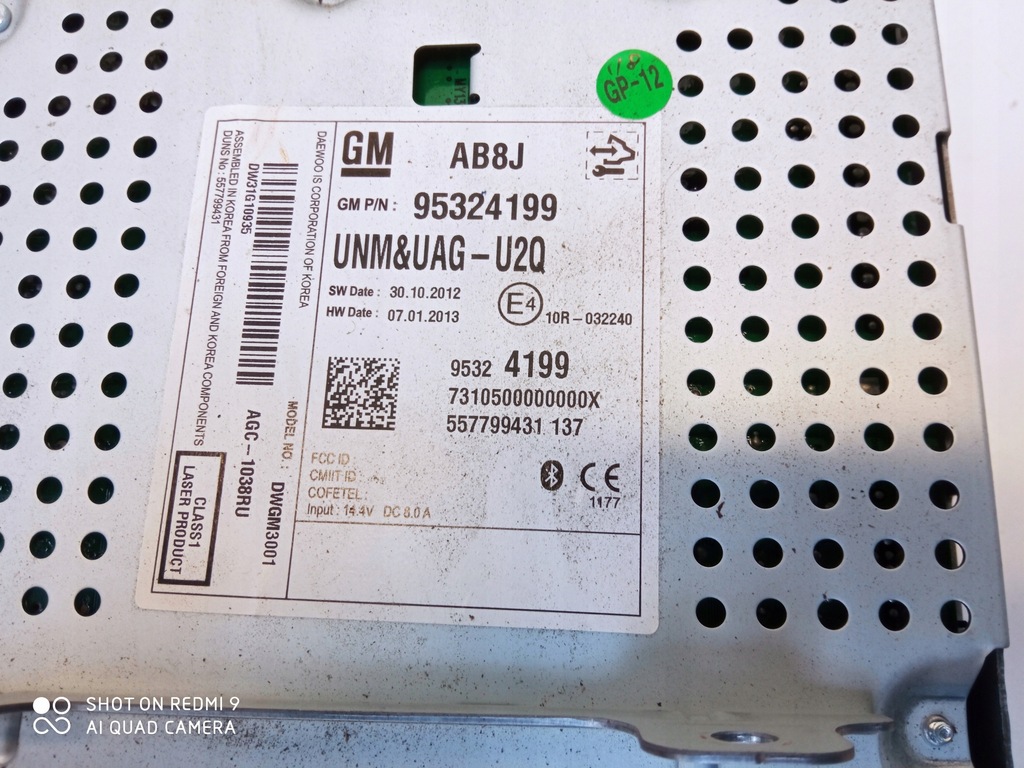 GP-12
GM
AB8J
GM P/N : 95324199
UNM&UAG – U2Q
SW Date : 30.10.2012
HW Date : 07.01.2013
E4
10R – 032240
9532 4199
7310500000000X
557799431 137
FCC ID
CMIIT ID :
COFETEL :
Input : 14.4V DC 8.0 A
CE
1177
DAEWOO IS CORPORATION OF KOREA
MODEL NO. : DWGM3001
DW31G10935
AGC – 1038RU
ASSEMBLED IN KOREA FROM FOREIGN AND KOREA COMPONENTS
DUNS No : 557799431
CLASS1
LASER PRODUCT
SHOT ON REDMI 9
AI QUAD CAMERA